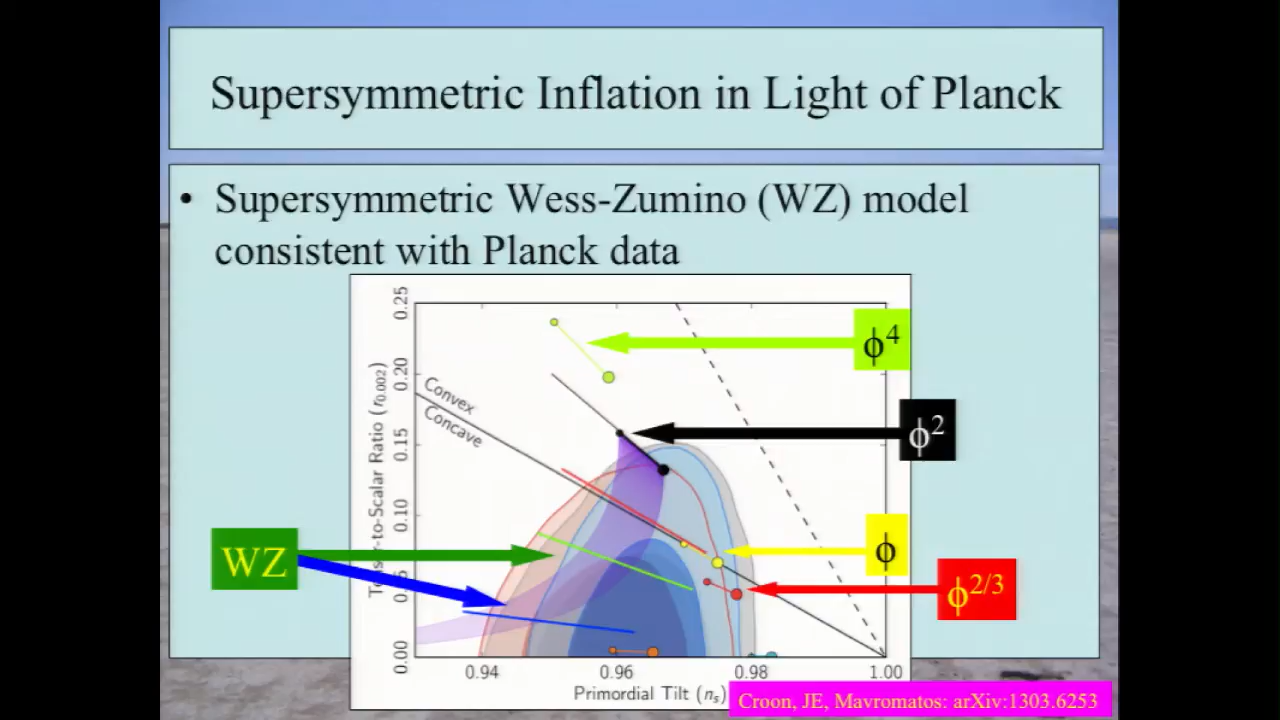 Supersymmetric Inflation in Light of Planck
• Supersymmetric Wess-Zumino (WZ) model
consistent with Planck data
0.25
0.20
0.15
0.10
0.00
Tensor-to-Scalar Ratio (r0.002)
Convex
Concave
ϕ4
ϕ2
ϕ
ϕ2/3
WZ
0.94 0.96 0.98 1.00
Primordial Tilt (ns)
Croon, JE, Mavromatos: arXiv:1303.6253